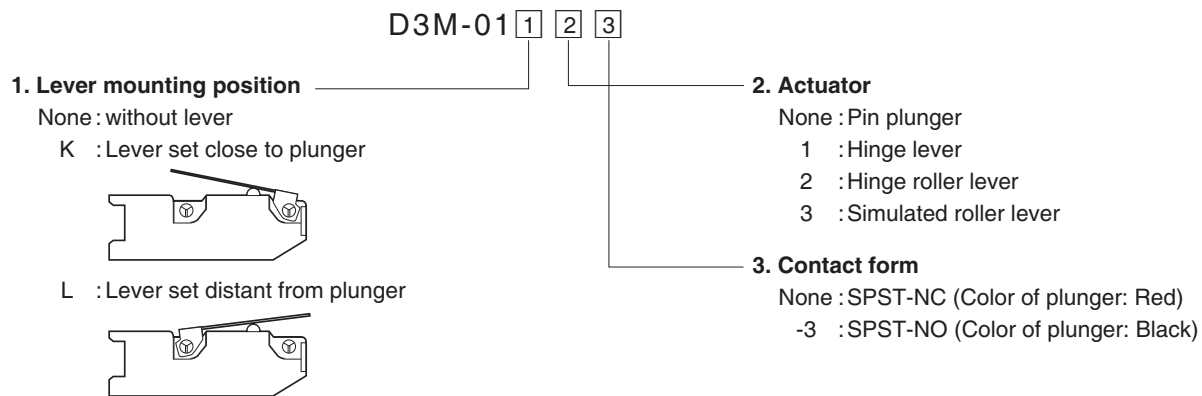 D3M-01 1 2 3
1. Lever mounting position
None : without lever
K : Lever set close to plunger
L : Lever set distant from plunger
2. Actuator
None : Pin plunger
1 : Hinge lever
2 : Hinge roller lever
3 : Simulated roller lever
3. Contact form
None : SPST-NC (Color of plunger: Red)
-3 : SPST-NO (Color of plunger: Black)